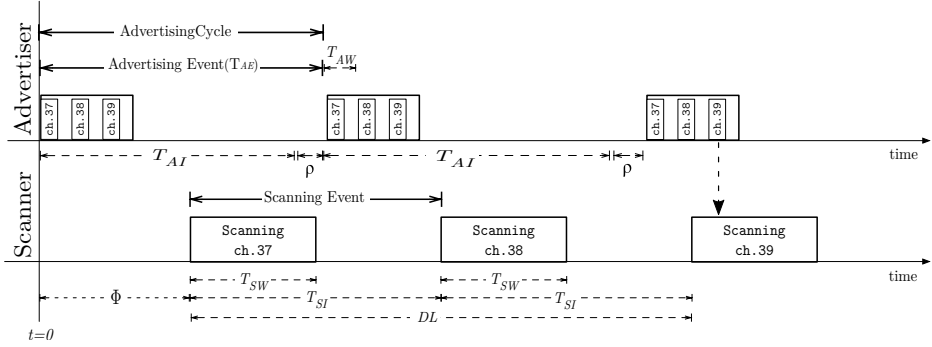 AdvertisingCycle
Advertising Event(TAE)
TAW
Advertiser
ch.37
ch.38
ch.39
ch.37
ch.38
ch.39
ch.37
ch.38
ch.39
time
TAI
ρ
TAI
ρ
Scanner
Scanning Event
Scanning
ch.37
Scanning
ch.38
Scanning
ch.39
time
TSW
TSW
Φ
TSI
TSI
DL
t=0